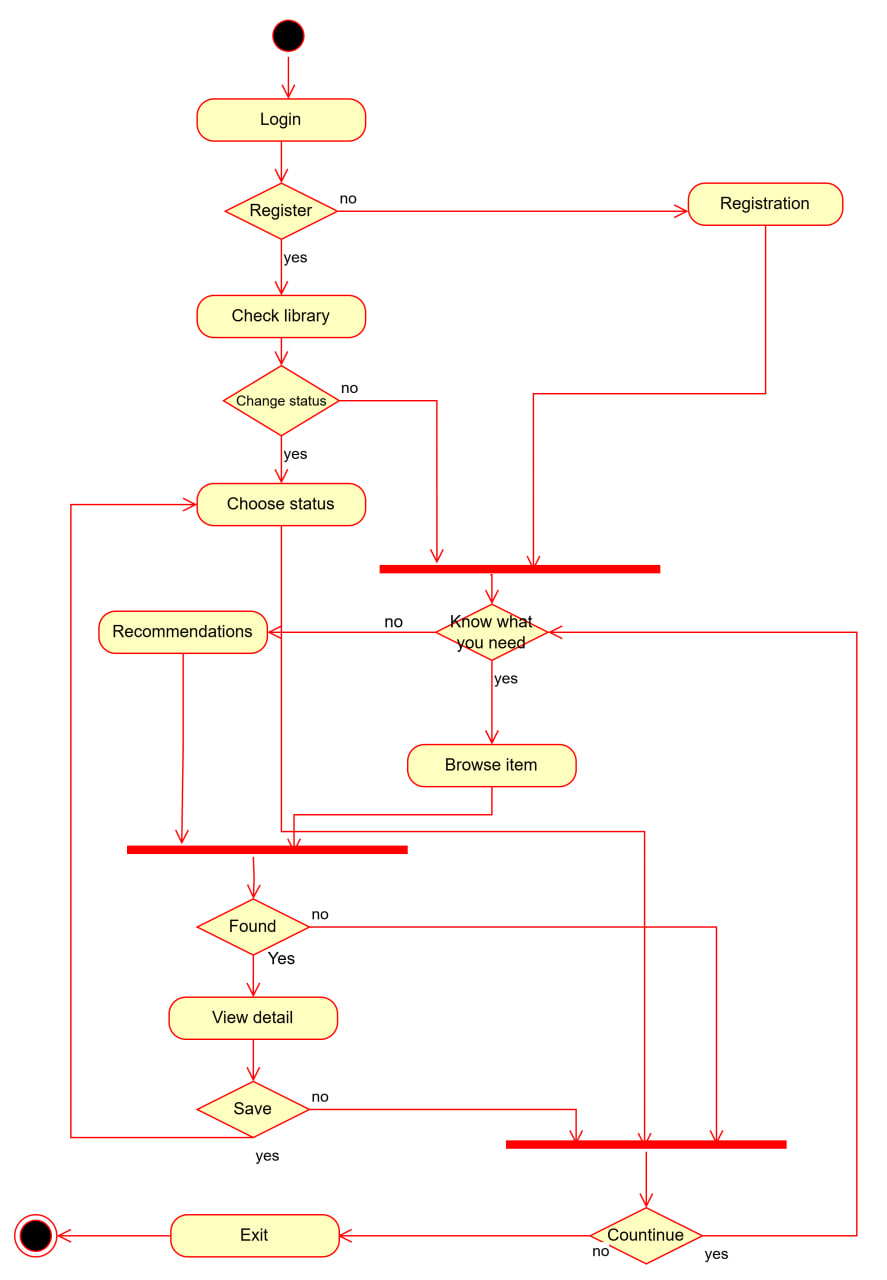 Login
Register
no
Registration
yes
Check library
Change status
no
yes
Choose status
Recommendations
no
Know what
you need
yes
Browse item
Found
no
Yes
View detail
Save
no
yes
Exit
no
Countinue
yes